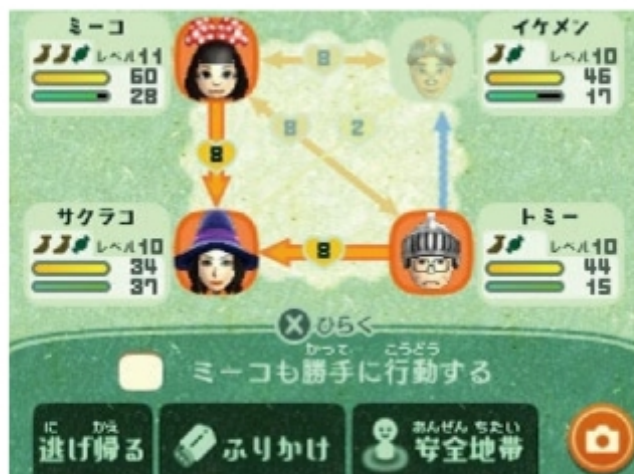 ミーコ
レベル11
60
28
イケメン
レベル10
46
17
8
8
2
8
サクラコ
レベル10
34
37
8
トミー
レベル10
44
15
Xひらく
ミーコも勝手に行動する
かって
こうどう
逃げ帰る
に
かえ
ふりかけ
安全地帯
あんぜん ちたい